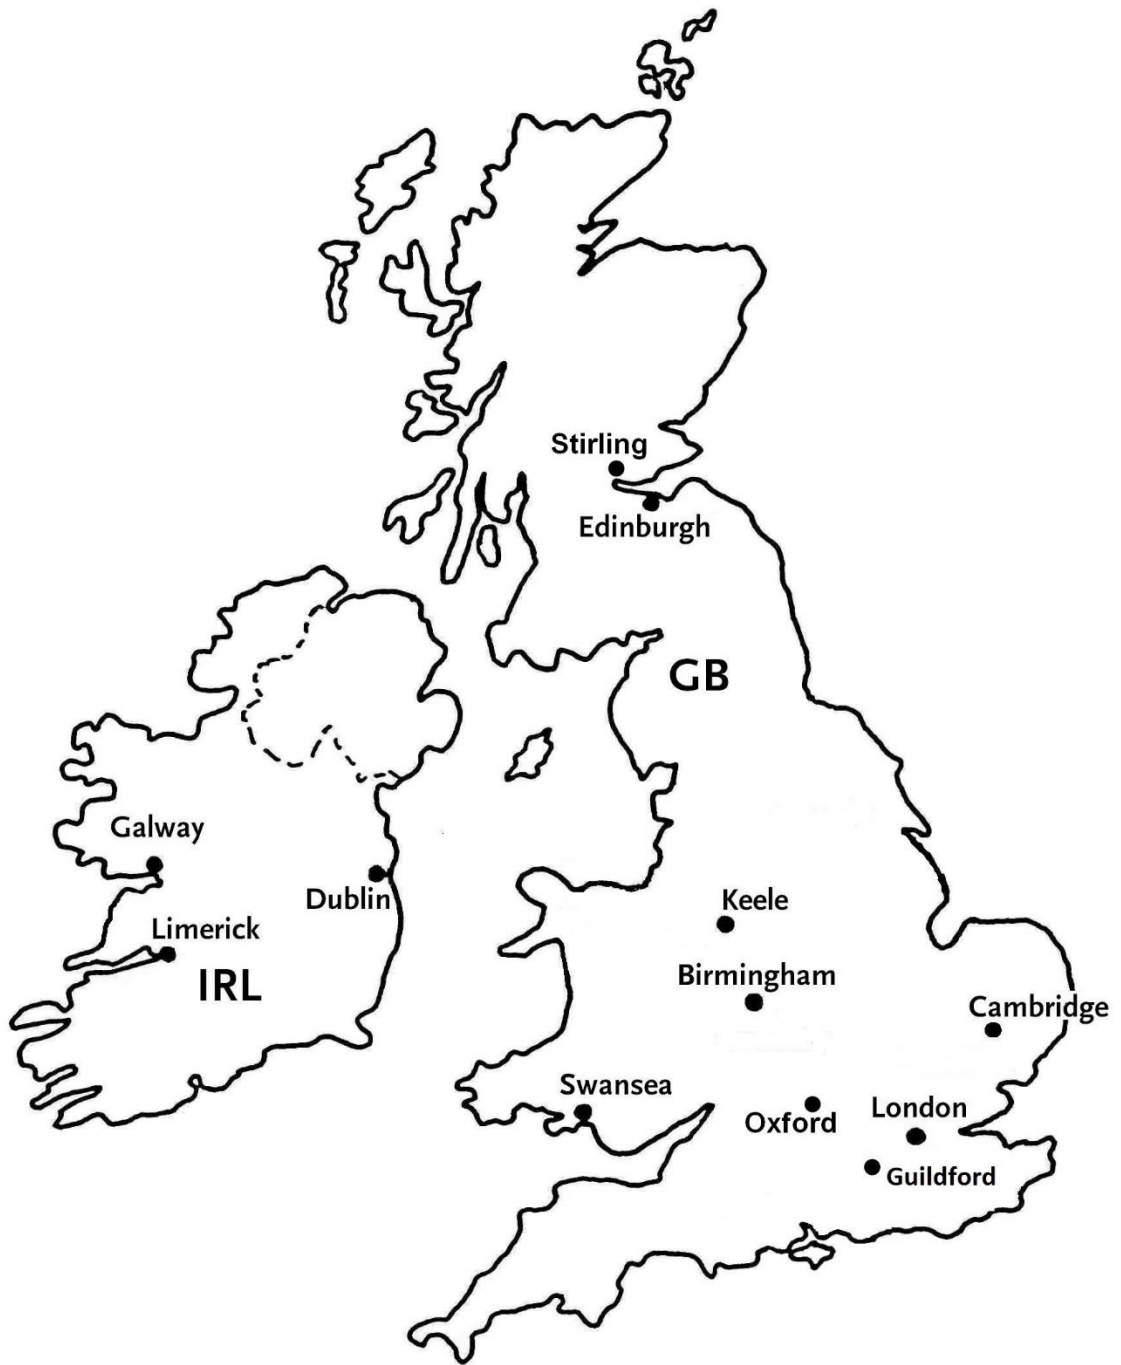 Stirling
Edinburgh
GB
Galway
Dublin
Limerick
IRL
Keele
Birmingham
Cambridge
Swansea
Oxford
London
Guildford